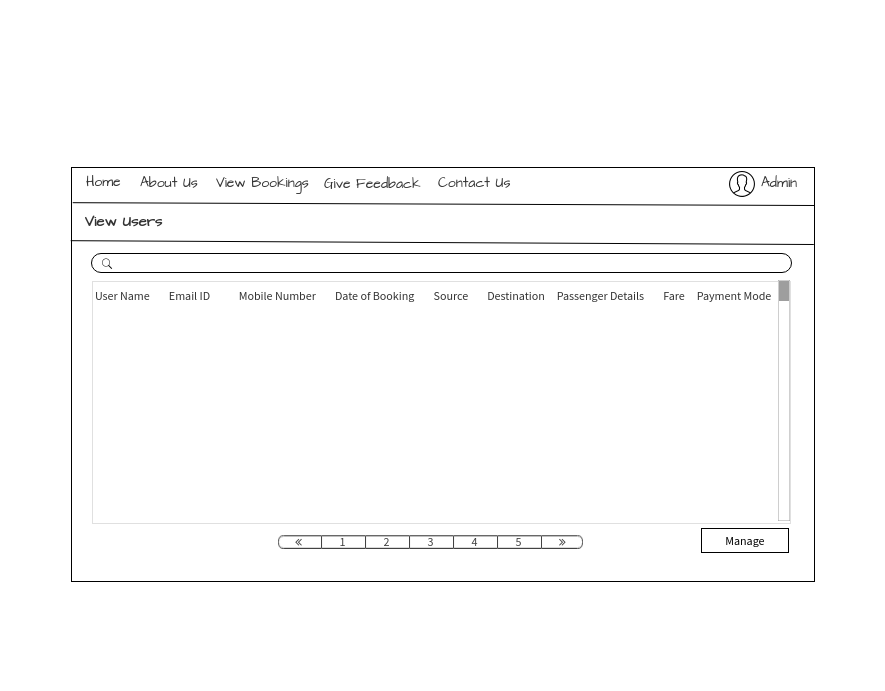 Home About Us View Bookings Give Feedback Contact Us Admin
View Users
User Name Email ID Mobile Number Date of Booking Source Destination Passenger Details Fare Payment Mode
« 1 2 3 4 5 »
Manage